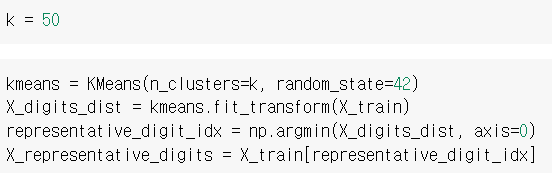 k = 50
kmeans = KMeans(n_clusters=k, random_state=42)
X_digits_dist = kmeans.fit_transform(X_train)
representative_digit_idx = np.argmin(X_digits_dist, axis=0)
X_representative_digits = X_train[representative_digit_idx]